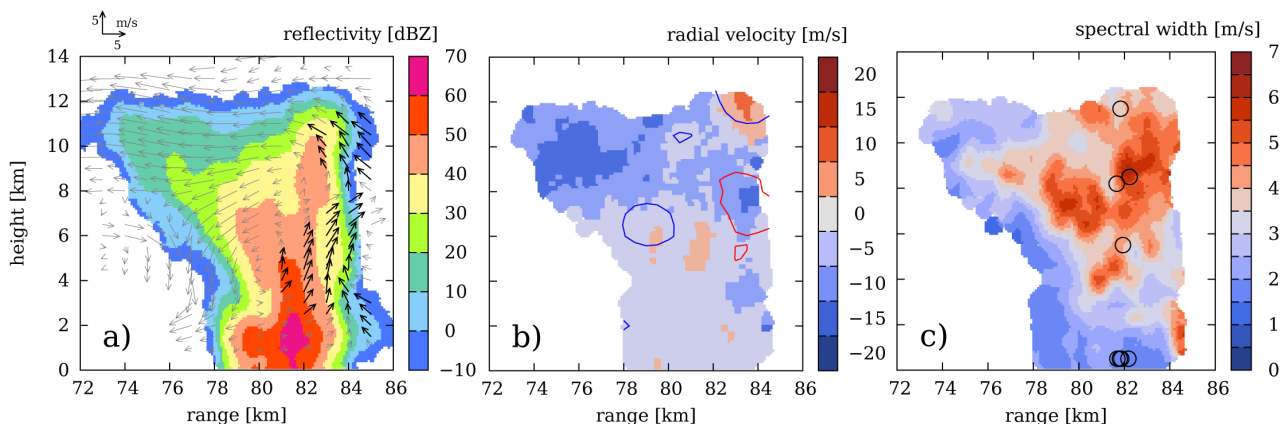 5 m/s
5
reflectivity [dBZ]
radial velocity [m/s]
spectral width [m/s]
height [km]
14
12
10
8
6
4
2
0
a)
72 74 76 78 80 82 84 86
range [km]
70
60
50
40
30
20
10
0
−10
b)
72 74 76 78 80 82 84 86
range [km]
20
15
10
5
0
−5
−10
−15
−20
c)
72 74 76 78 80 82 84 86
range [km]
7
6
5
4
3
2
1
0